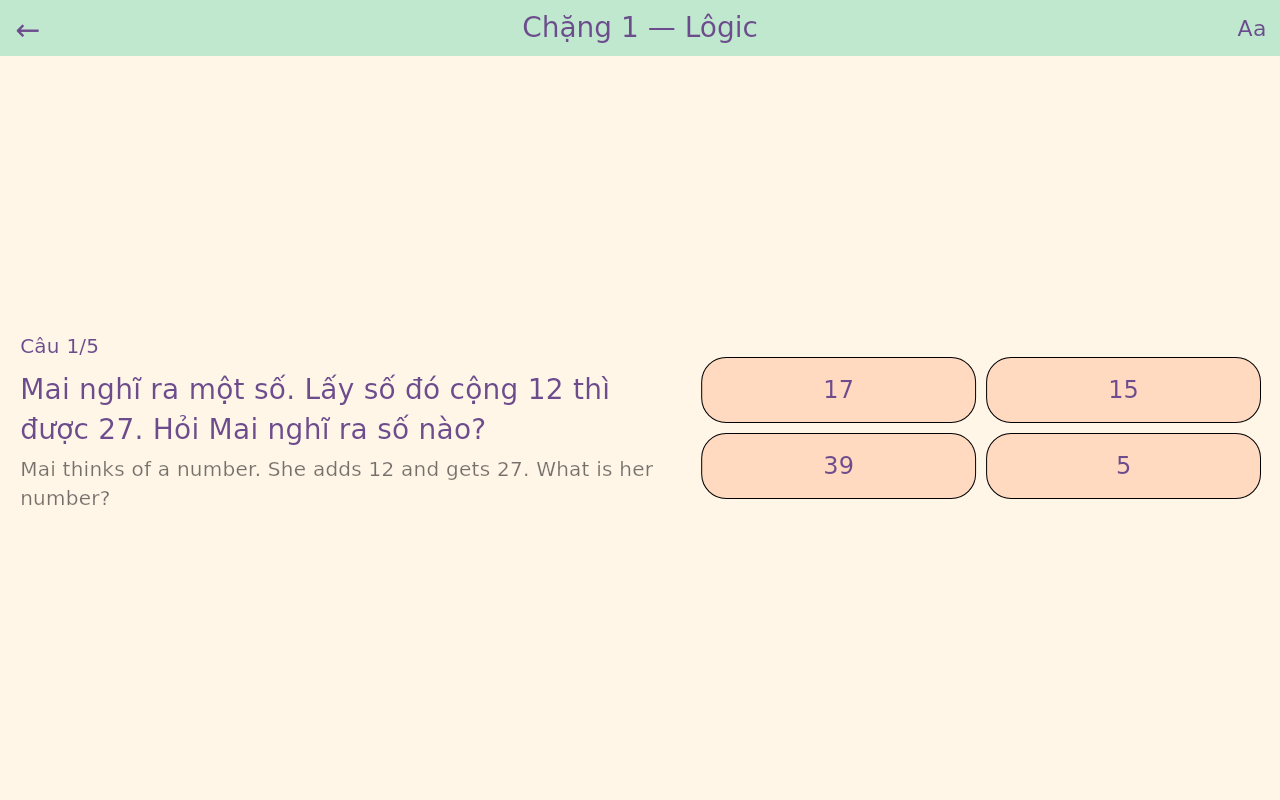 ←
Chặng 1 — Lôgic
Aa
Câu 1/5
Mai nghĩ ra một số. Lấy số đó cộng 12 thì
được 27. Hỏi Mai nghĩ ra số nào?
Mai thinks of a number. She adds 12 and gets 27. What is her
number?
17
15
39
5